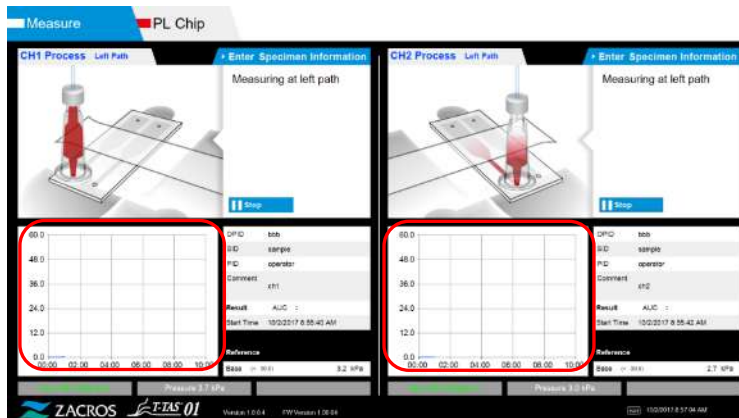 Measure
PL Chip
CH1 Process Left Path
Enter Specimen Information
Measuring at left path
Stop
60.0
48.0
36.0
24.0
12.0
0.0
00:00 02:00 04:00 06:00 08:00 10:00
OPID bbb
SID sample
PID operator
Comment
ch1
Result AUC :
Start Time 10/2/2017 8:55:40 AM
Reference
Base 3.2 kPa
Pressure 3.7 kPa
CH2 Process Left Path
Enter Specimen Information
Measuring at left path
Stop
60.0
48.0
36.0
24.0
12.0
0.0
00:00 02:00 04:00 06:00 08:00 10:00
OPID bbb
SID sample
PID operator
Comment
ch2
Result AUC :
Start Time 10/2/2017 8:55:42 AM
Reference
Base 2.7 kPa
Pressure 3.0 kPa
ZACROS T-TAS 01
Version 1.0.0.4
10/2/2017 8:57:04 AM